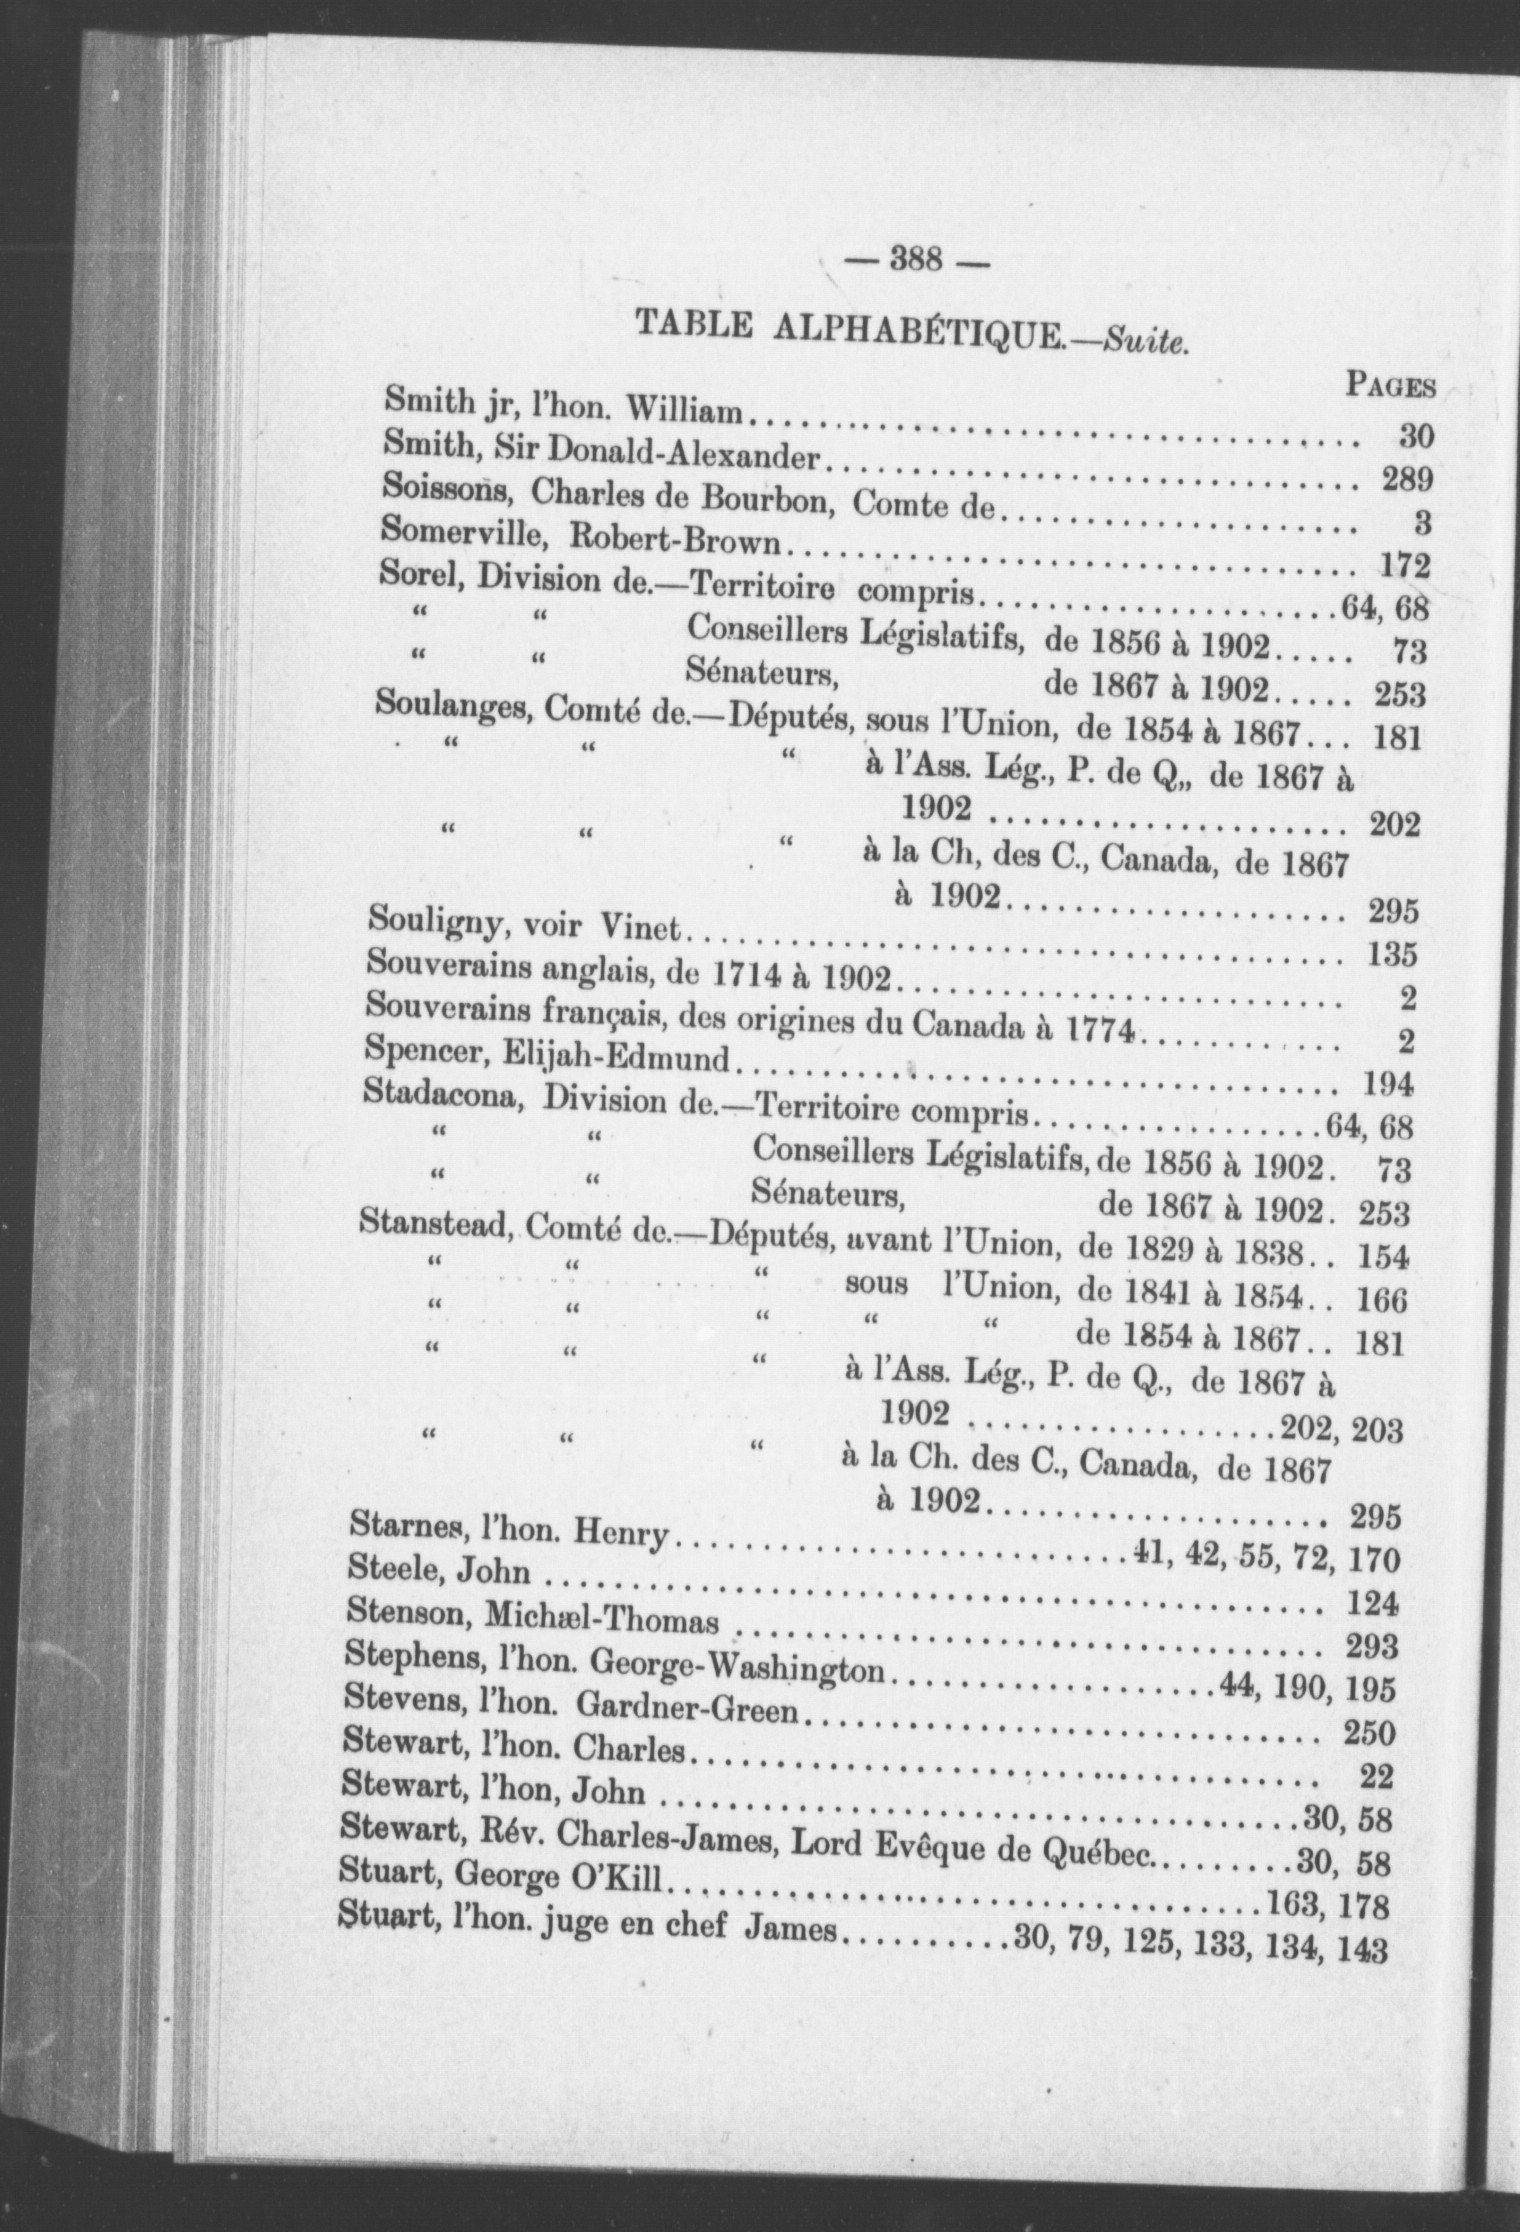 — 388 —
TABLE ALPHABÉTIQUE.—Suite.
PAGES
Smith jr, l'hon. William........................................ 30
Smith, Sir Donald-Alexander.................................. 289
Soissons, Charles de Bourbon, Comte de...................... 3
Somerville, Robert-Brown..................................... 172
Sorel, Division de.—Territoire compris......................64, 68
“ “ Conseillers Législatifs, de 1856 à 1902..... 73
“ “ Sénateurs, de 1867 à 1902..... 253
Soulanges, Comté de.—Députés, sous l'Union, de 1854 à 1867... 181
“ “ “ à l'Ass. Lég., P. de Q,, de 1867 à
1902 ...................... 202
“ “ “ à la Ch, des C., Canada, de 1867
à 1902..................... 295
Souligny, voir Vinet.......................................... 135
Souverains anglais, de 1714 à 1902........................... 2
Souverains français, des origines du Canada à 1774............ 2
Spencer, Elijah-Edmund....................................... 194
Stadacona, Division de.—Territoire compris..................64, 68
“ “ Conseillers Législatifs, de 1856 à 1902. 73
“ “ Sénateurs, de 1867 à 1902. 253
Stanstead, Comté de.—Députés, avant l'Union, de 1829 à 1838.. 154
“ “ “ sous l'Union, de 1841 à 1854.. 166
“ “ “ “ “ de 1854 à 1867.. 181
“ “ “ à l'Ass. Lég., P. de Q., de 1867 à
1902 ...................202, 203
“ “ “ à la Ch. des C., Canada, de 1867
à 1902..................... 295
Starnes, l'hon. Henry............................41, 42, 55, 72, 170
Steele, John ................................................ 124
Stenson, Michæl-Thomas .................................... 293
Stephens, l'hon. George-Washington....................44, 190, 195
Stevens, l'hon. Gardner-Green................................ 250
Stewart, l'hon. Charles........................................ 22
Stewart, l'hon, John ........................................30, 58
Stewart, Rév. Charles-James, Lord Evêque de Québec.........30, 58
Stuart, George O'Kill.....................................163, 178
Stuart, l'hon. juge en chef James..........30, 79, 125, 133, 134, 143